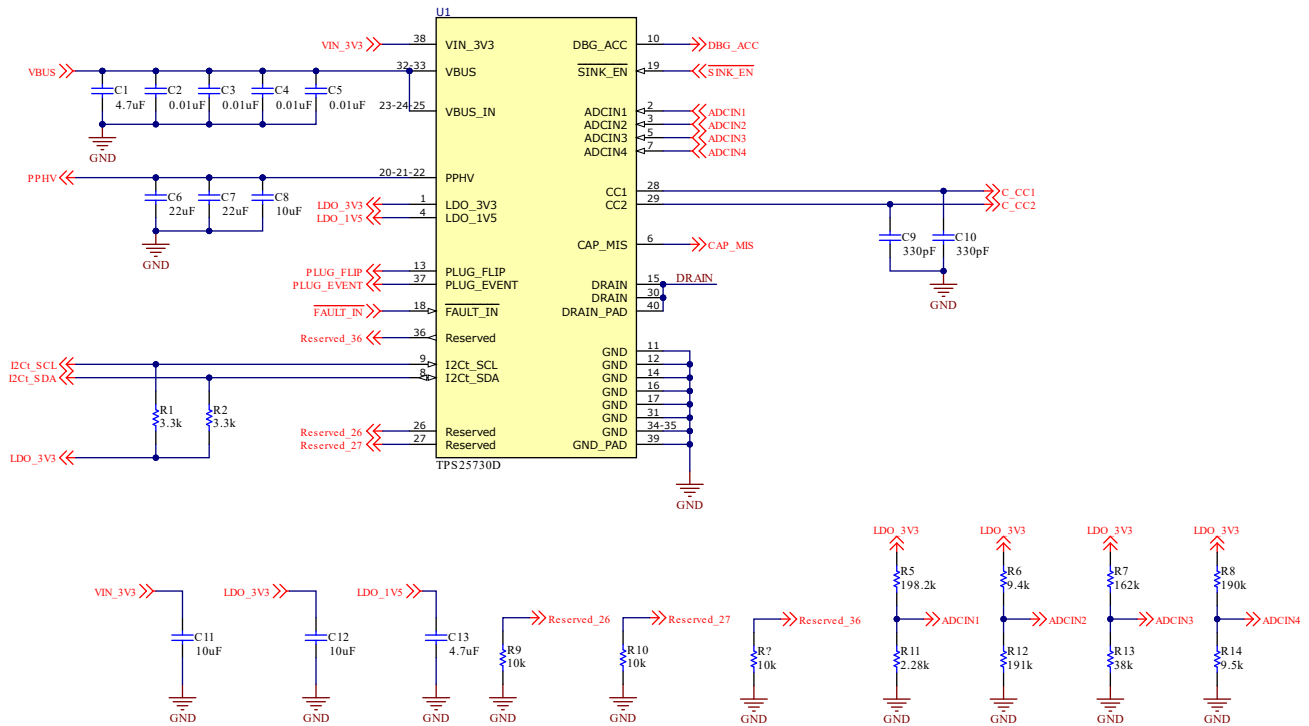 U1
VIN_3V3 38 VIN_3V3 DBG_ACC 10 DBG_ACC
VBUS 32-33 VBUS SINK_EN 19 SINK_EN
C1 C2 C3 C4 C5
4.7uF 0.01uF 0.01uF 0.01uF 0.01uF
23-24-25 VBUS_IN ADCIN1 2 ADCIN1
ADCIN2 3 ADCIN2
ADCIN3 5 ADCIN3
ADCIN4 7 ADCIN4
GND
PPHV 20-21-22 PPHV
CC1 28 C_CC1
C6 C7 C8
22uF 22uF 10uF
LDO_3V3 1 LDO_3V3 CC2 29 C_CC2
LDO_1V5 4 LDO_1V5
C9 C10
330pF 330pF
CAP_MIS 6 CAP_MIS
GND
PLUG_FLIP 13 PLUG_FLIP
PLUG_EVENT 37 PLUG_EVENT DRAIN 15 DRAIN
DRAIN 30
GND
FAULT_IN 18 FAULT_IN DRAIN_PAD 40
Reserved_36 36 Reserved
GND 11
I2Ct_SCL 9 I2Ct_SCL GND 12
I2Ct_SDA 8 I2Ct_SDA GND 14
GND 16
GND 17
R1 R2
3.3k 3.3k
GND 31
Reserved_26 26 Reserved GND 34-35
Reserved_27 27 Reserved GND_PAD 39
LDO_3V3
TPS25730D
GND
LDO_3V3 LDO_3V3 LDO_3V3 LDO_3V3
R5 R6 R7 R8
198.2k 9.4k 162k 190k
VIN_3V3 LDO_3V3 LDO_1V5
Reserved_26 Reserved_27 Reserved_36 ADCIN1 ADCIN2 ADCIN3 ADCIN4
C11 C12 C13
10uF 10uF 4.7uF
R9 R10 R? R11 R12 R13 R14
10k 10k 10k 2.28k 191k 38k 9.5k
GND GND GND GND GND GND GND GND GND GND